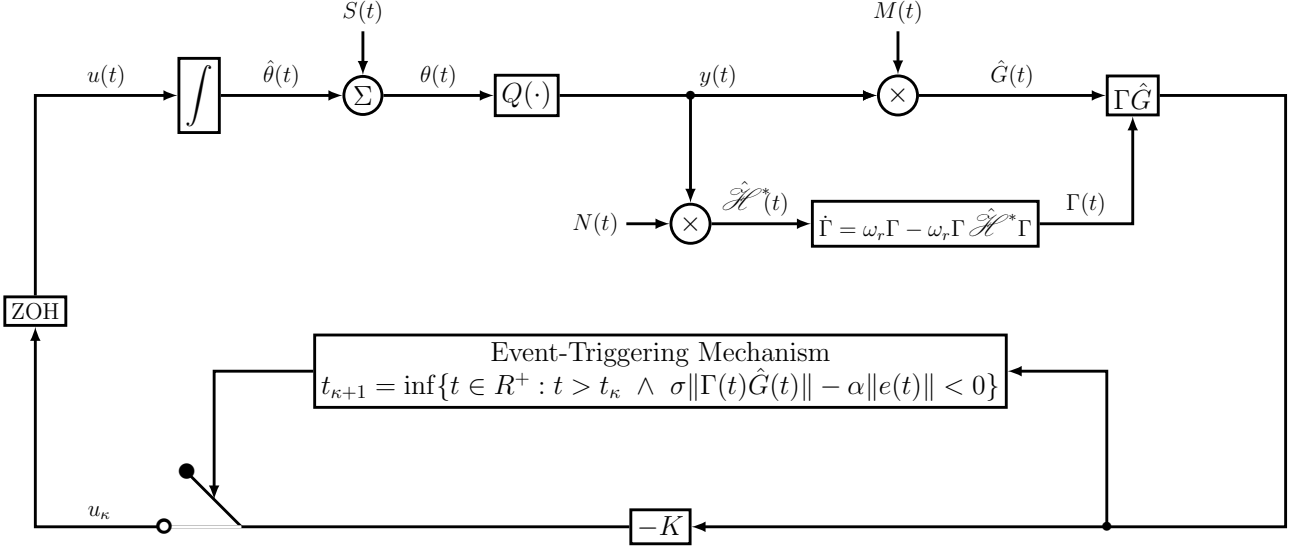 S(t)
M(t)
u(t)
∫
θ̂(t)
Σ
θ(t)
Q(·)
y(t)
×
Ĝ(t)
ΓĜ
N(t)
×
ℋ̂*(t)
Γ̇ = ω_rΓ − ω_rΓ ℋ̂*Γ
Γ(t)
ZOH
Event-Triggering Mechanism
t_{κ+1} = inf{t ∈ R⁺ : t > t_κ ∧ σ‖Γ(t)Ĝ(t)‖ − α‖e(t)‖ < 0}
u_κ
−K